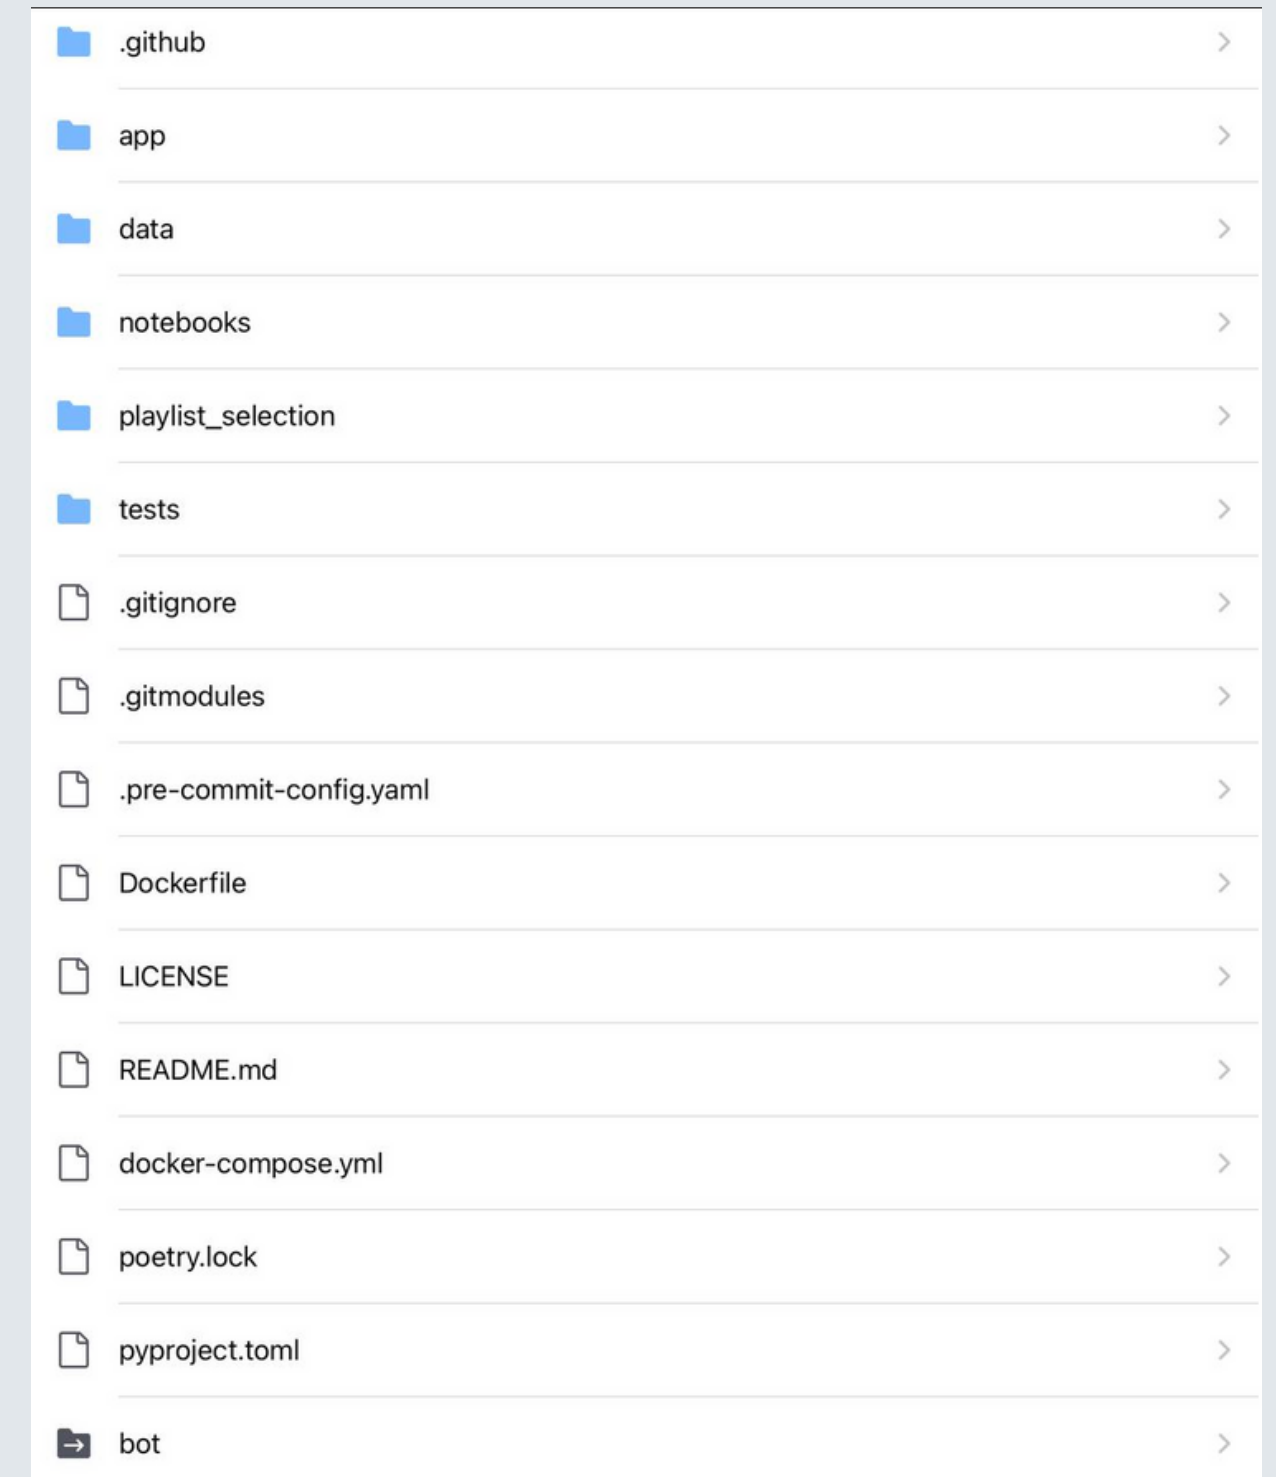 .github
app
data
notebooks
playlist_selection
tests
.gitignore
.gitmodules
.pre-commit-config.yaml
Dockerfile
LICENSE
README.md
docker-compose.yml
poetry.lock
pyproject.toml
bot